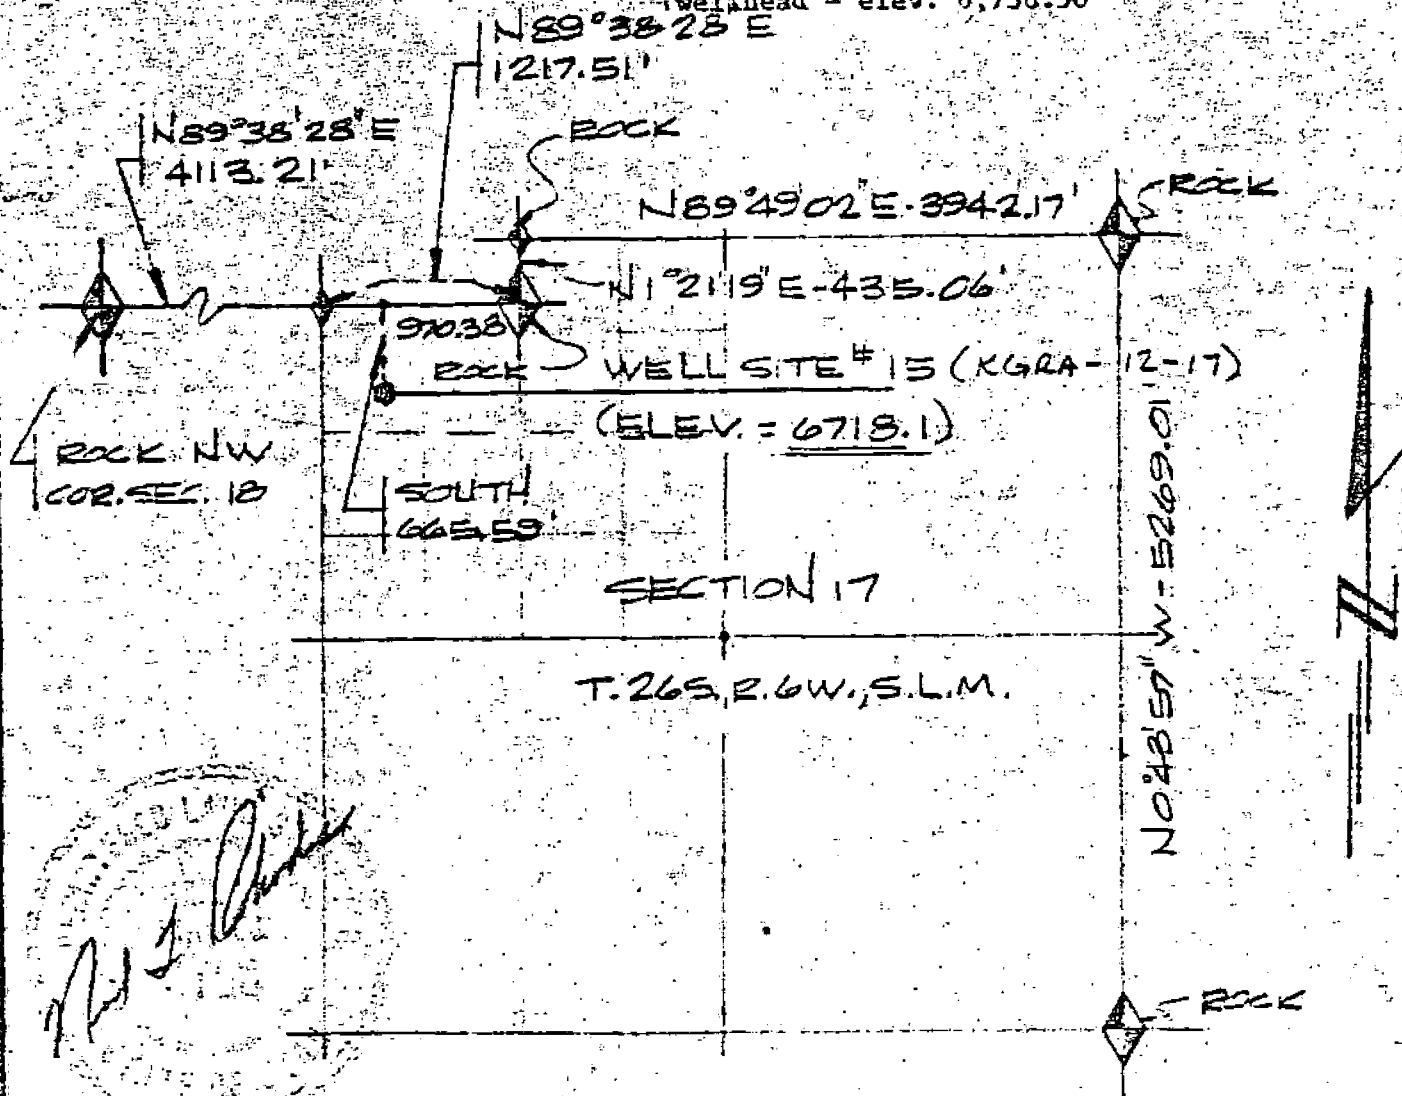 N89°38'28"E
1217.51'
N89°38'28"E
4113.21'
ROCK
ROCK
N89°49'02"E-3942.17'
N1°21'19"E-435.06'
970.38
ROCK
WELL SITE # 15 (KGRA-12-17)
(ELEV. = 6718.1)
ROCK NW
COR. SEC. 18
SOUTH
665.59'
N0°48'57"W-5269.01'
SECTION 17
T.26S, R.6W., S.L.M.
N
ROCK